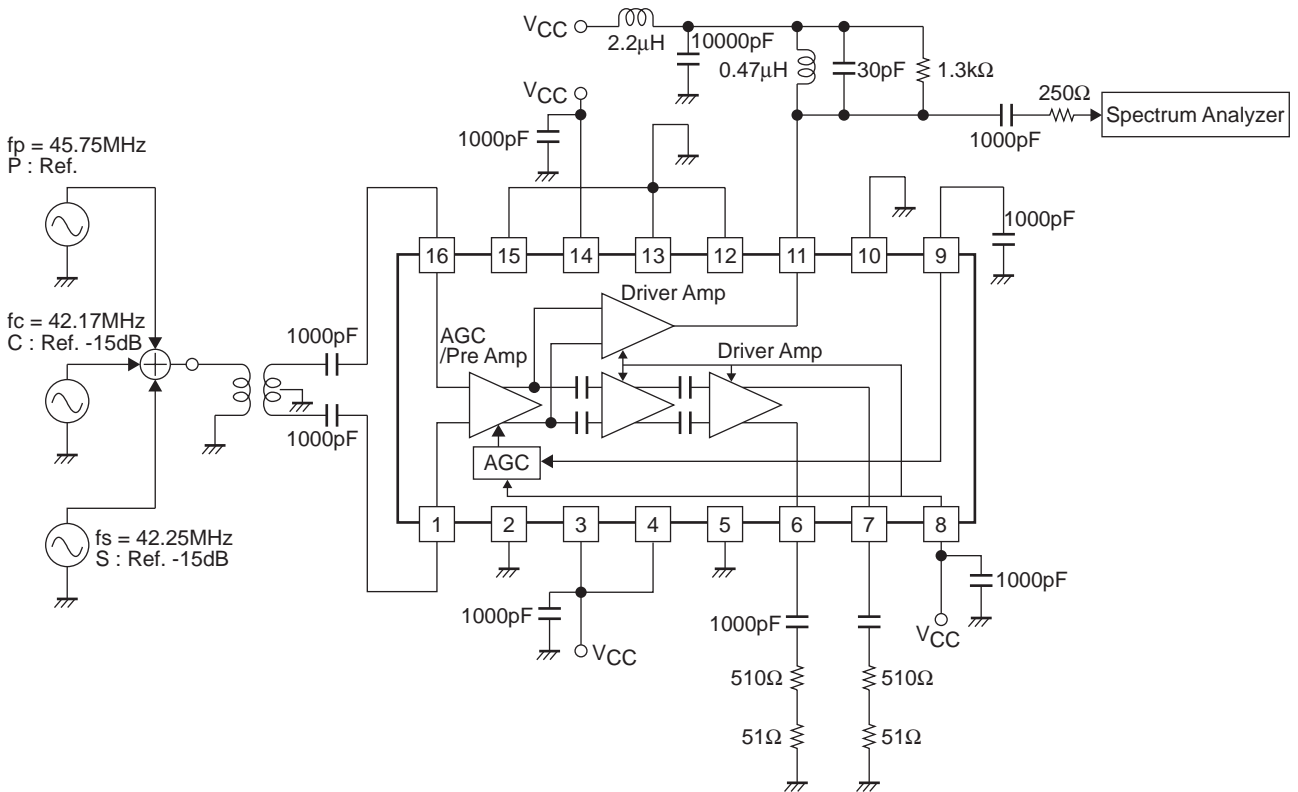 VCC
2.2μH
10000pF
0.47μH
30pF
1.3kΩ
250Ω
1000pF
Spectrum Analyzer
VCC
1000pF
fp = 45.75MHz
P : Ref.
fc = 42.17MHz
C : Ref. -15dB
fs = 42.25MHz
S : Ref. -15dB
1000pF
1000pF
16
15
14
13
12
11
10
9
1000pF
Driver Amp
AGC
/Pre Amp
Driver Amp
AGC
1
2
3
4
5
6
7
8
1000pF
VCC
1000pF
1000pF
VCC
510Ω
510Ω
51Ω
51Ω